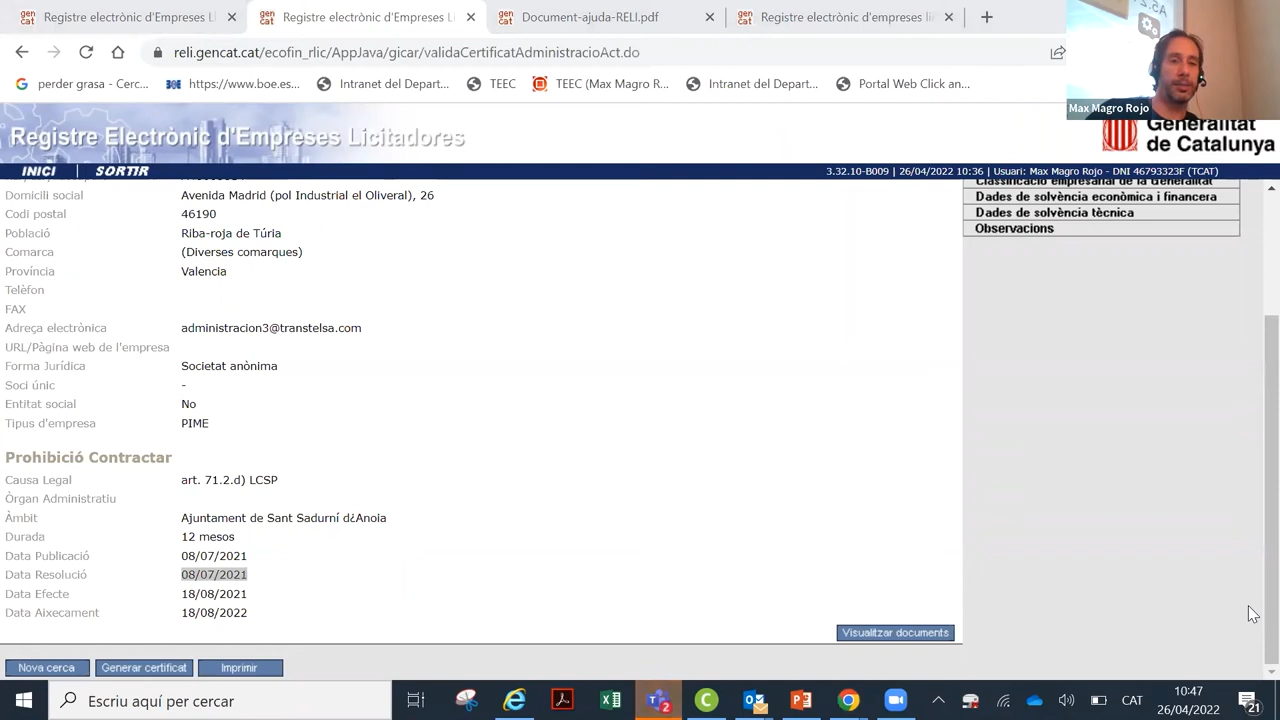 Registre electrònic d'Empreses L
Registre electrònic d'Empreses L
Document-ajuda-RELI.pdf
Registre electrònic d'empreses li
reli.gencat.cat/ecofin_rlic/AppJava/gicar/validaCertificatAdministracioAct.do
perder grasa - Cerc...
https://www.boe.es...
Intranet del Depart...
TEEC
TEEC (Max Magro R...
Intranet del Depart...
Portal Web Click an...
Max Magro Rojo
Registre Electrònic d'Empreses Licitadores
Generalitat
de Catalunya
INICI
SORTIR
3.32.10-B009 | 26/04/2022 10:36 | Usuari: Max Magro Rojo - DNI 46793323F (TCAT)
Classificació empresarial de la Generalitat
Domicili social Avenida Madrid (pol Industrial el Oliveral), 26
Dades de solvència econòmica i financera
Codi postal 46190
Dades de solvència tècnica
Població Riba-roja de Túria
Observacions
Comarca (Diverses comarques)
Província Valencia
Telèfon
FAX
Adreça electrònica administracion3@transtelsa.com
URL/Pàgina web de l'empresa
Forma Jurídica Societat anònima
Soci únic -
Entitat social No
Tipus d'empresa PIME
Prohibició Contractar
Causa Legal art. 71.2.d) LCSP
Òrgan Administratiu
Àmbit Ajuntament de Sant Sadurní d¿Anoia
Durada 12 mesos
Data Publicació 08/07/2021
Data Resolució 08/07/2021
Data Efecte 18/08/2021
Data Aixecament 18/08/2022
Visualitzar documents
Nova cerca
Generar certificat
Imprimir
Escriu aquí per cercar
CAT
10:47
26/04/2022
21